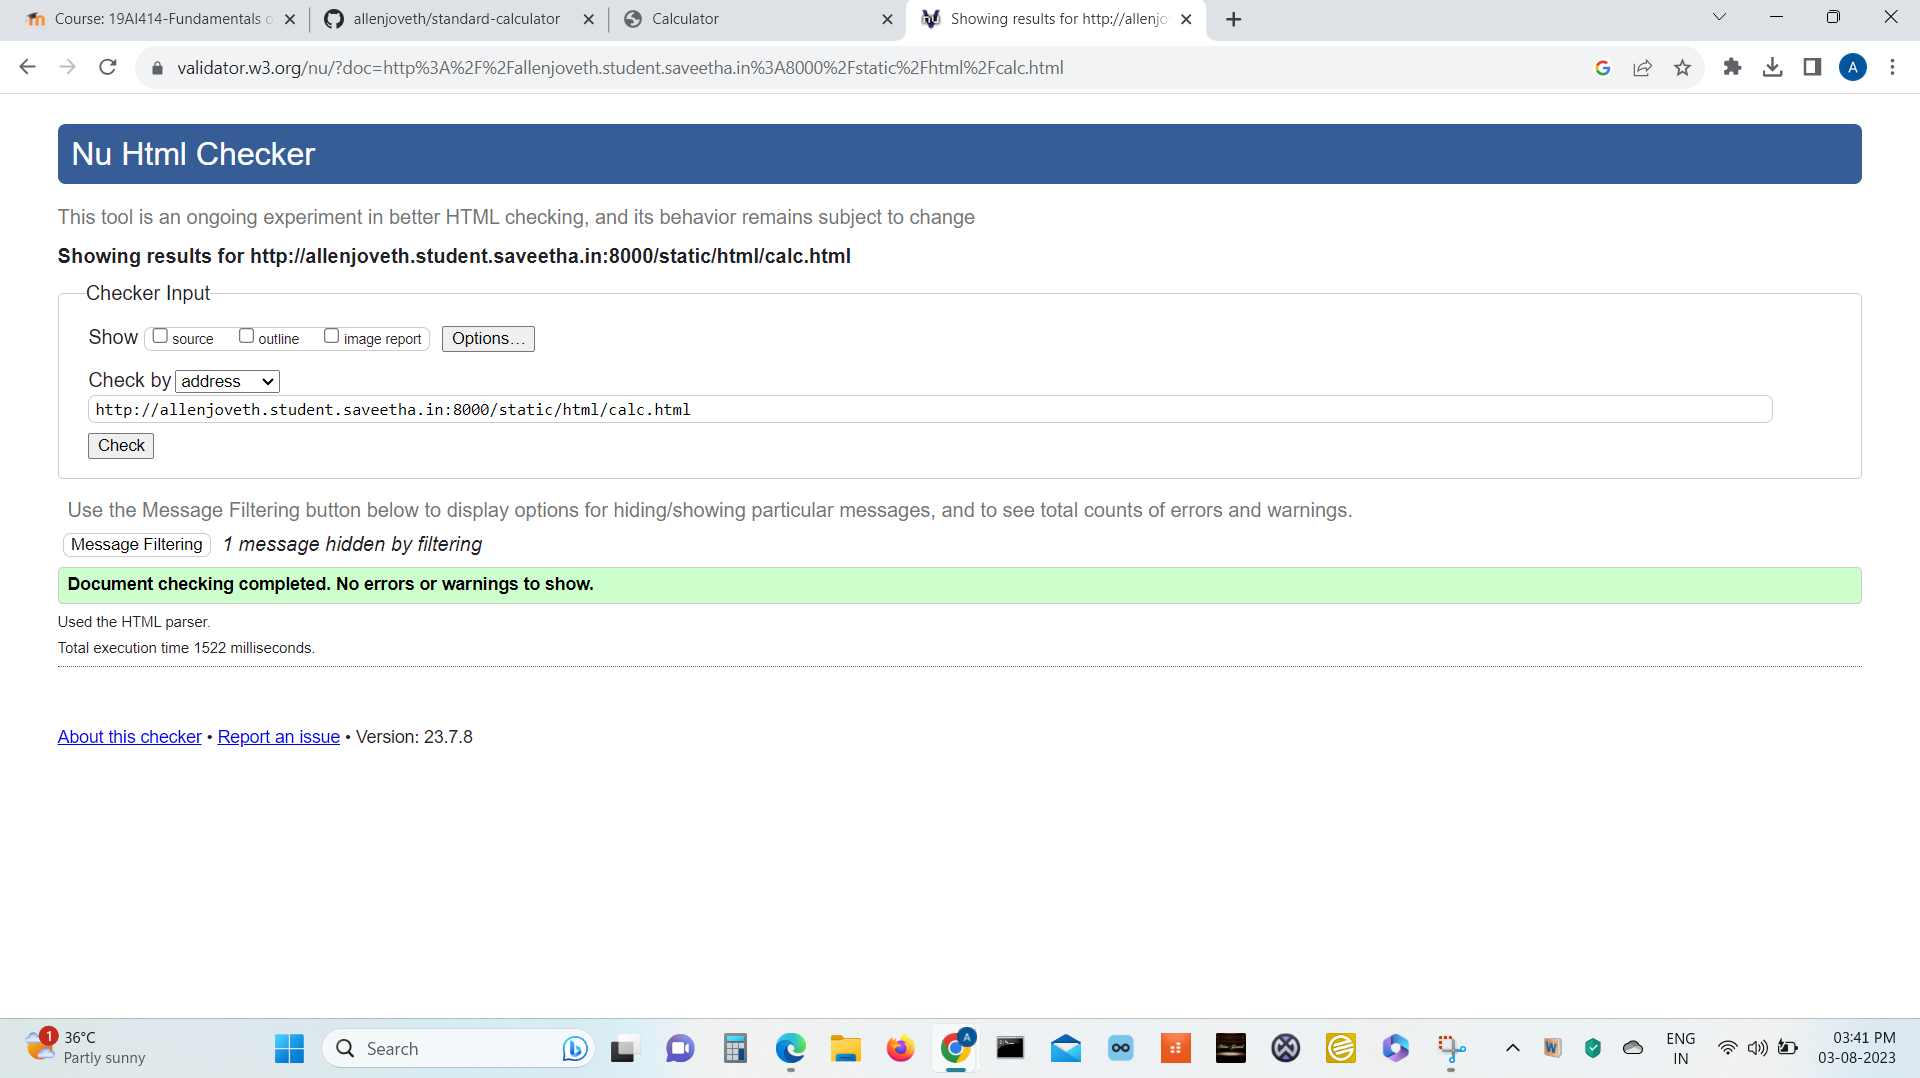 Course: 19AI414-Fundamentals o
allenjoveth/standard-calculator
Calculator
Showing results for http://allenjo
validator.w3.org/nu/?doc=http%3A%2F%2Fallenjoveth.student.saveetha.in%3A8000%2Fstatic%2Fhtml%2Fcalc.html
A
Nu Html Checker
This tool is an ongoing experiment in better HTML checking, and its behavior remains subject to change
Showing results for http://allenjoveth.student.saveetha.in:8000/static/html/calc.html
Checker Input
Show source outline image report Options...
Check by address
http://allenjoveth.student.saveetha.in:8000/static/html/calc.html
Check
Use the Message Filtering button below to display options for hiding/showing particular messages, and to see total counts of errors and warnings.
Message Filtering 1 message hidden by filtering
Document checking completed. No errors or warnings to show.
Used the HTML parser.
Total execution time 1522 milliseconds.
About this checker • Report an issue • Version: 23.7.8
1
36°C
Partly sunny
Search
A
ENG
IN
03:41 PM
03-08-2023